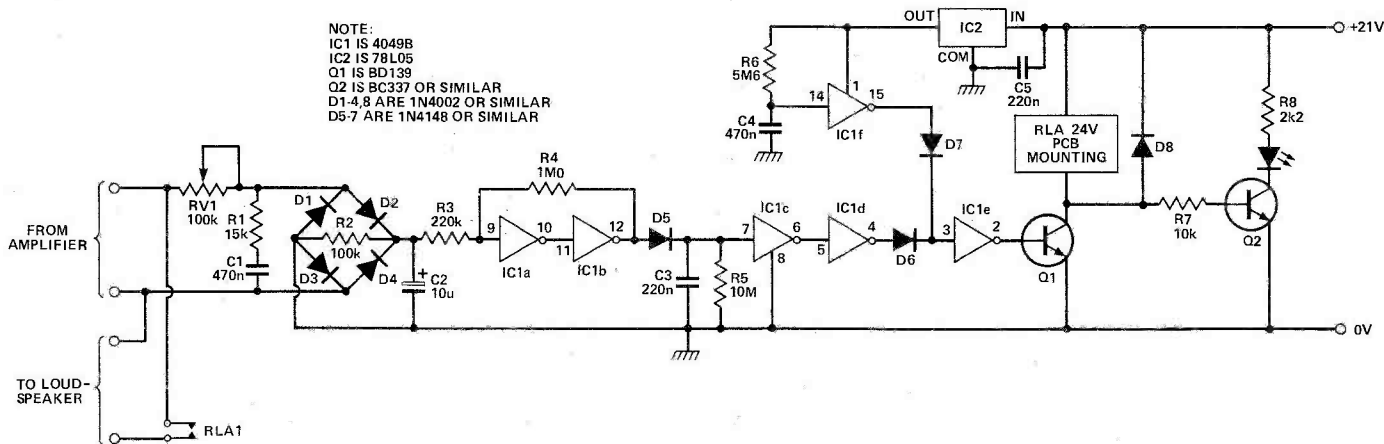 NOTE:
IC1 IS 4049B
IC2 IS 78L05
Q1 IS BD139
Q2 IS BC337 OR SIMILAR
D1-4,8 ARE 1N4002 OR SIMILAR
D5-7 ARE 1N4148 OR SIMILAR
OUT
IC2
IN
COM
+21V
R6
5M6
14
1
15
IC1f
C4
470n
C5
220n
D7
RLA 24V
PCB
MOUNTING
D8
R8
2k2
FROM
AMPLIFIER
RV1
100k
R1
15k
C1
470n
D1
D2
R2
100k
D3
D4
R3
220k
C2
10u
+
R4
1M0
9
10
IC1a
11
12
IC1b
D5
C3
220n
R5
10M
7
IC1c
6
8
5
IC1d
4
D6
3
IC1e
2
Q1
R7
10k
Q2
0V
TO LOUD-
SPEAKER
RLA1